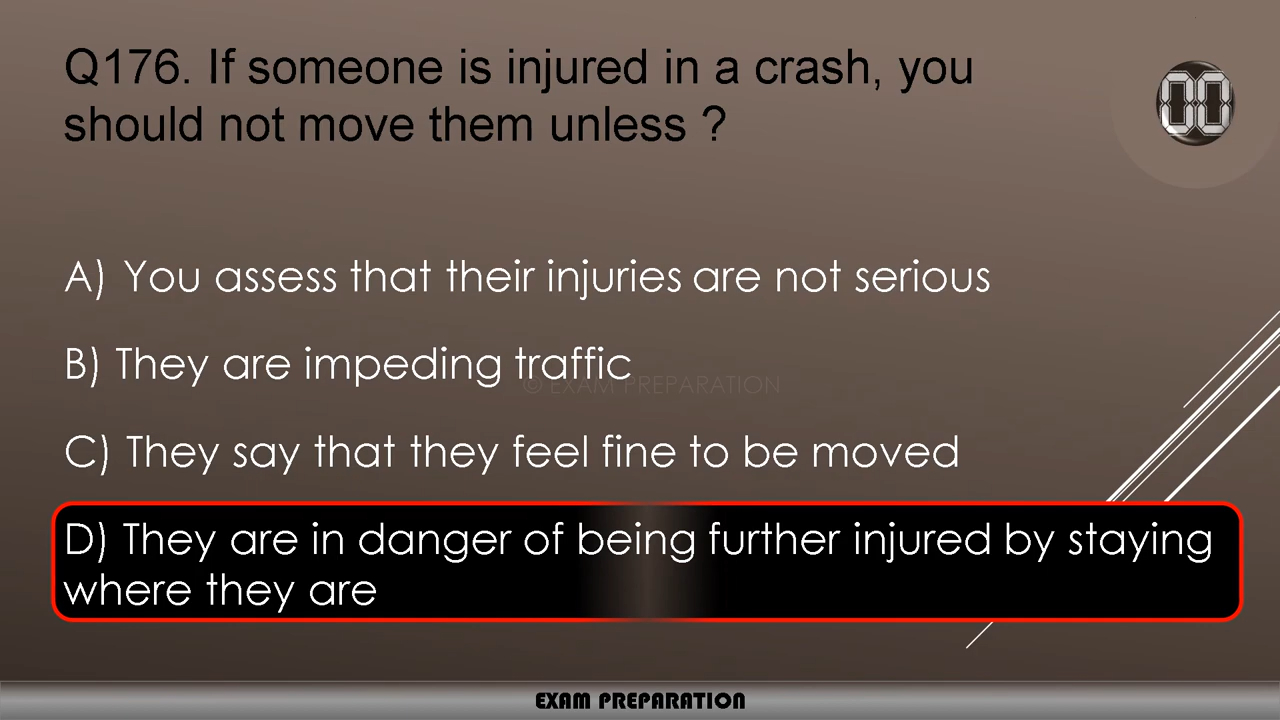 Q176. If someone is injured in a crash, you
should not move them unless ?
00
A) You assess that their injuries are not serious
B) They are impeding traffic
© EXAM PREPARATION
C) They say that they feel fine to be moved
D) They are in danger of being further injured by staying
where they are
EXAM PREPARATION